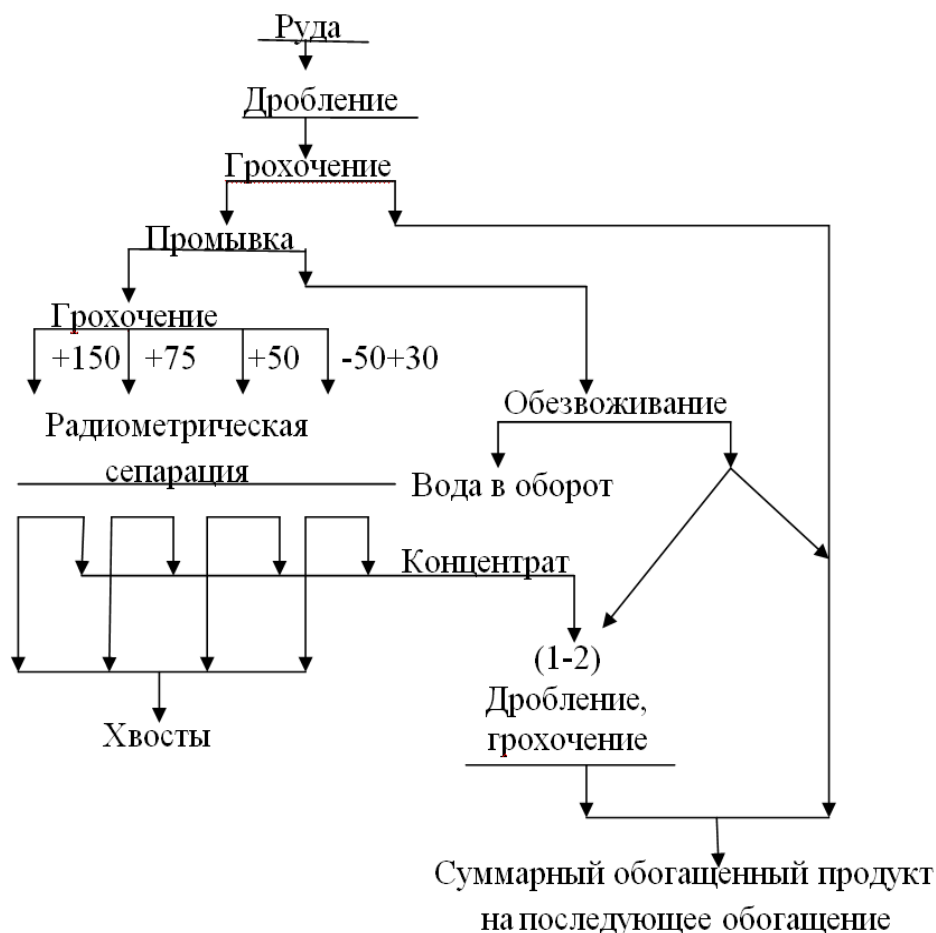 Руда
Дробление
Грохочение
Промывка
Грохочение
+150 +75 +50 -50+30
Радиометрическая
сепарация
Обезвоживание
Вода в оборот
Концентрат
(1-2)
Дробление,
грохочение
Хвосты
Суммарный обогащенный продукт
на последующее обогащение